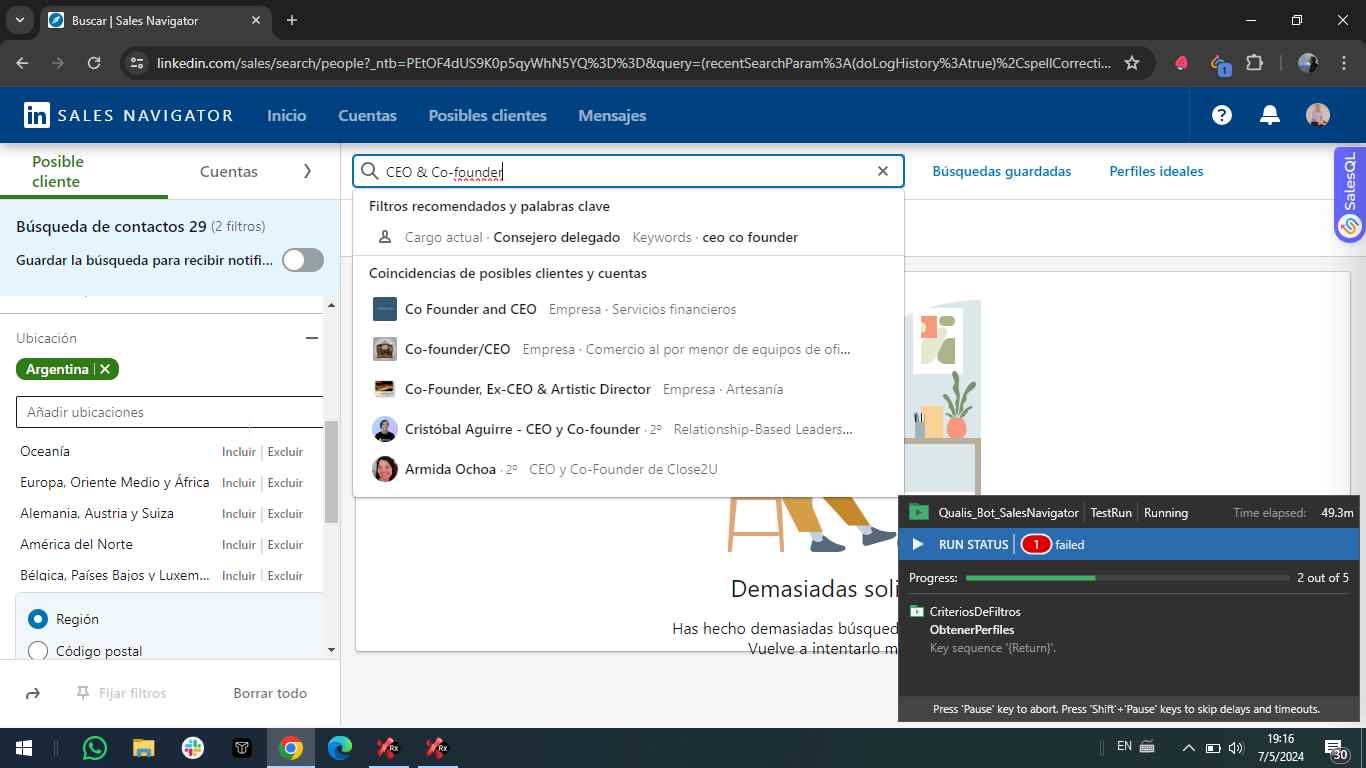 Buscar | Sales Navigator
linkedin.com/sales/search/people?_ntb=PEtOF4dUS9K0p5qyWhN5YQ%3D%3D&query=(recentSearchParam%3A(doLogHistory%3Atrue)%2CspellCorrecti...
1
in SALES NAVIGATOR
Inicio
Cuentas
Posibles clientes
Mensajes
Posible cliente
Cuentas
CEO & Co-founder
Búsquedas guardadas
Perfiles ideales
SalesQL
Búsqueda de contactos 29 (2 filtros)
Guardar la búsqueda para recibir notifi...
Filtros recomendados y palabras clave
Cargo actual · Consejero delegado Keywords · ceo co founder
Coincidencias de posibles clientes y cuentas
Co Founder and CEO Empresa · Servicios financieros
Co-founder/CEO Empresa · Comercio al por menor de equipos de ofi...
Co-Founder, Ex-CEO & Artistic Director Empresa · Artesanía
Cristóbal Aguirre - CEO y Co-founder · 2º Relationship-Based Leaders...
Armida Ochoa · 2º CEO y Co-Founder de Close2U
Ubicación
Argentina
Añadir ubicaciones
Oceanía Incluir Excluir
Europa, Oriente Medio y África Incluir Excluir
Alemania, Austria y Suiza Incluir Excluir
América del Norte Incluir Excluir
Bélgica, Países Bajos y Luxem... Incluir Excluir
Región
Código postal
Fijar filtros
Borrar todo
Demasiadas soli
Has hecho demasiadas búsqued
Vuelve a intentarlo m
Qualis_Bot_SalesNavigator TestRun Running Time elapsed: 49.3m
RUN STATUS 1 failed
Progress: 2 out of 5
CriteriosDeFiltros
ObtenerPerfiles
Key sequence '{Return}'.
Press 'Pause' key to abort. Press 'Shift'+'Pause' keys to skip delays and timeouts.
Rx
Rx
EN
19:16
7/5/2024
30